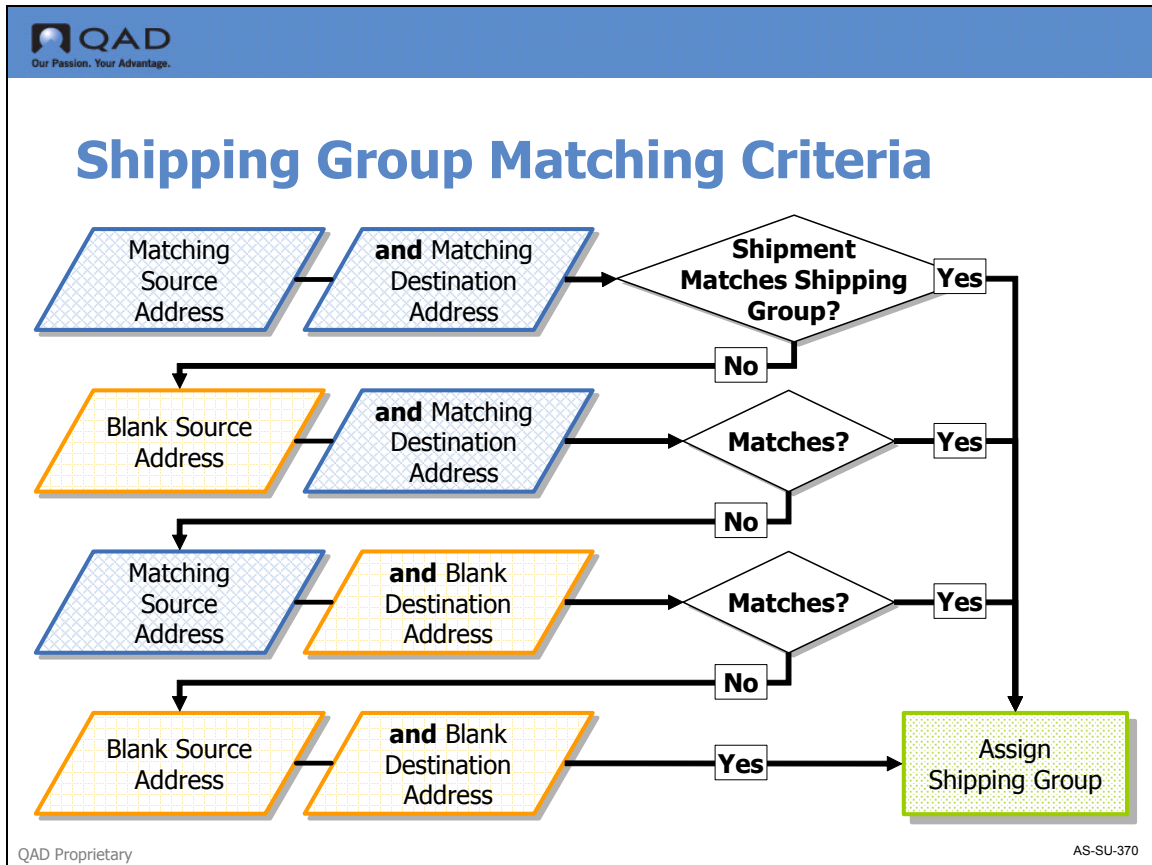 QAD
Our Passion. Your Advantage.
Shipping Group Matching Criteria
Matching
Source
Address
and Matching
Destination
Address
Shipment
Matches Shipping
Group?
Yes
No
Blank Source
Address
and Matching
Destination
Address
Matches?
Yes
No
Matching
Source
Address
and Blank
Destination
Address
Matches?
Yes
No
Blank Source
Address
and Blank
Destination
Address
Yes
Assign
Shipping Group
QAD Proprietary
AS-SU-370